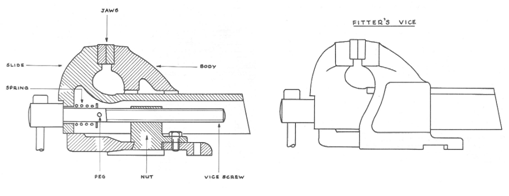 JAWS
FITTER'S VICE
SLIDE
BODY
SPRING
PEG
NUT
VICE SCREW